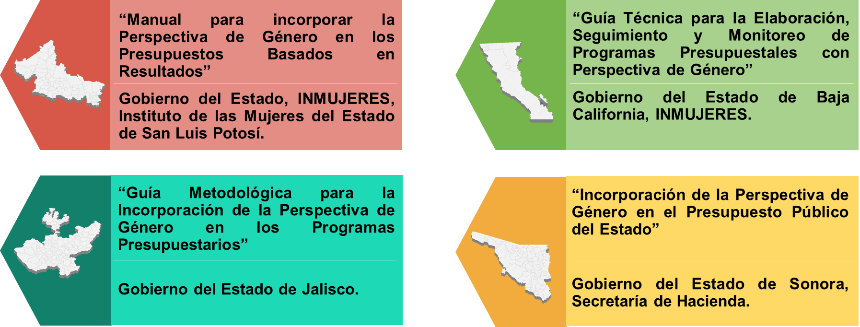 “Manual para incorporar la
Perspectiva de Género en los
Presupuestos Basados en
Resultados”
Gobierno del Estado, INMUJERES,
Instituto de las Mujeres del Estado
de San Luis Potosí.
“Guía Técnica para la Elaboración,
Seguimiento y Monitoreo de
Programas Presupuestales con
Perspectiva de Género”
Gobierno del Estado de Baja
California, INMUJERES.
“Guía Metodológica para la
Incorporación de la Perspectiva de
Género en los Programas
Presupuestarios”
Gobierno del Estado de Jalisco.
“Incorporación de la Perspectiva de
Género en el Presupuesto Público
del Estado”
Gobierno del Estado de Sonora,
Secretaría de Hacienda.